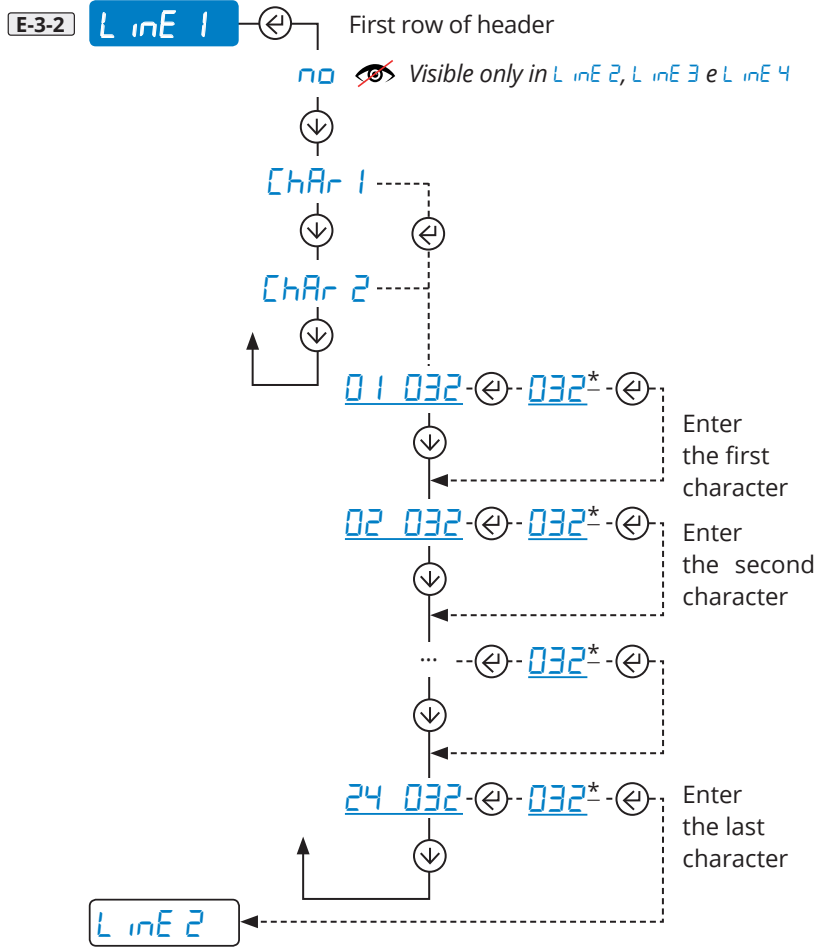 E-3-2 LinE 1 First row of header
no Visible only in LinE 2, LinE 3 e LinE 4
ChAr 1
ChAr 2
01 032 032*
Enter
the first
character
02 032 032*
Enter
the second
character
... 032*
24 032 032*
Enter
the last
character
LinE 2